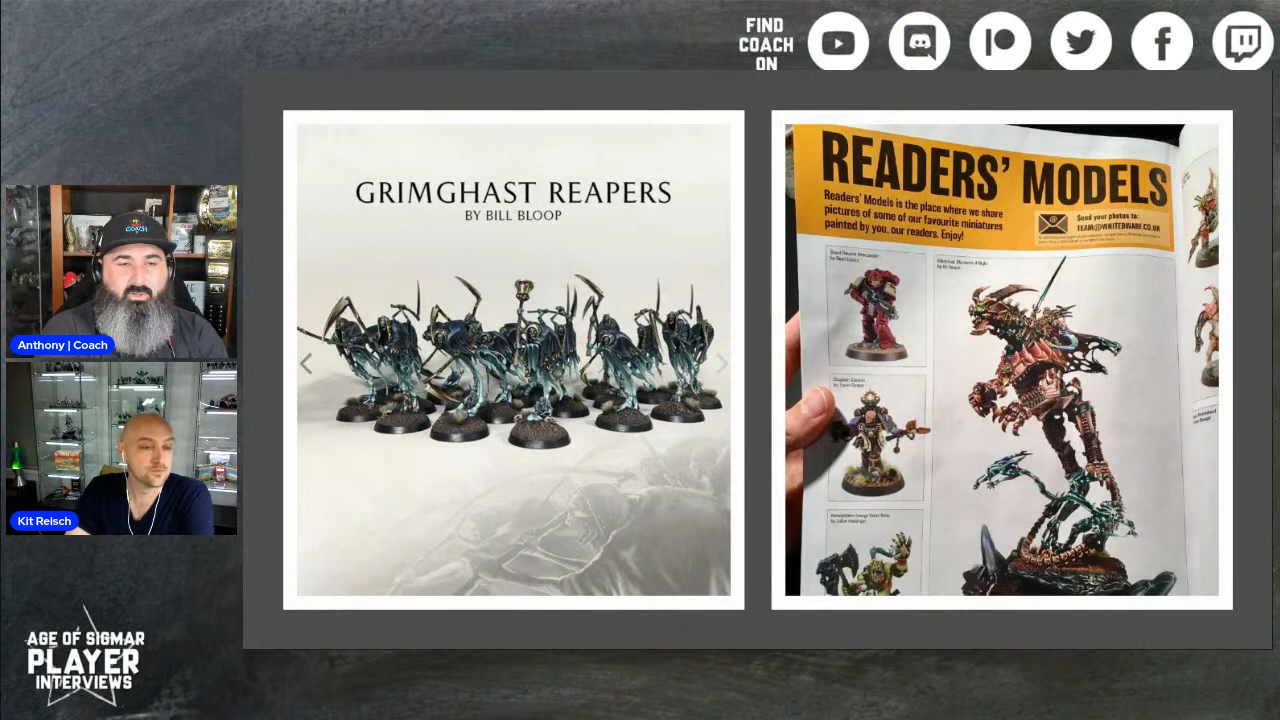 FIND
COACH
ON
GRIMGHAST REAPERS
BY BILL BLOOP
READERS' MODELS
Readers' Models is the place where we share
pictures of some of our favourite miniatures
painted by you, our readers. Enjoy!
Send your photos to:
TEAM@WHITEDWARF.CO.UK
COACH
Anthony | Coach
Kit Reisch
AGE OF SIGMAR
PLAYER
INTERVIEWS